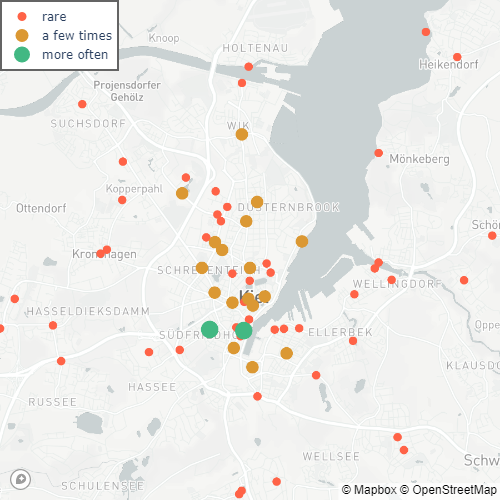 rare
a few times
more often
Knoop
HOLTENAU
Heikendorf
Projensdorfer
Gehölz
SUCHSDORF
WIK
Mönkeberg
Kopperpahl
Ottendorf
DÜSTERNBROOK
Schön
Kronshagen
SCHREVENTEICH
WELLINGDORF
Kiel
HASSELDIEKSDAMM
SÜDFRIEDHOF
ELLERBEK
Oppe
KLAUSDO
HASSEE
RUSSEE
WELLSEE
Schw
SCHULENSEE
© Mapbox © OpenStreetMap